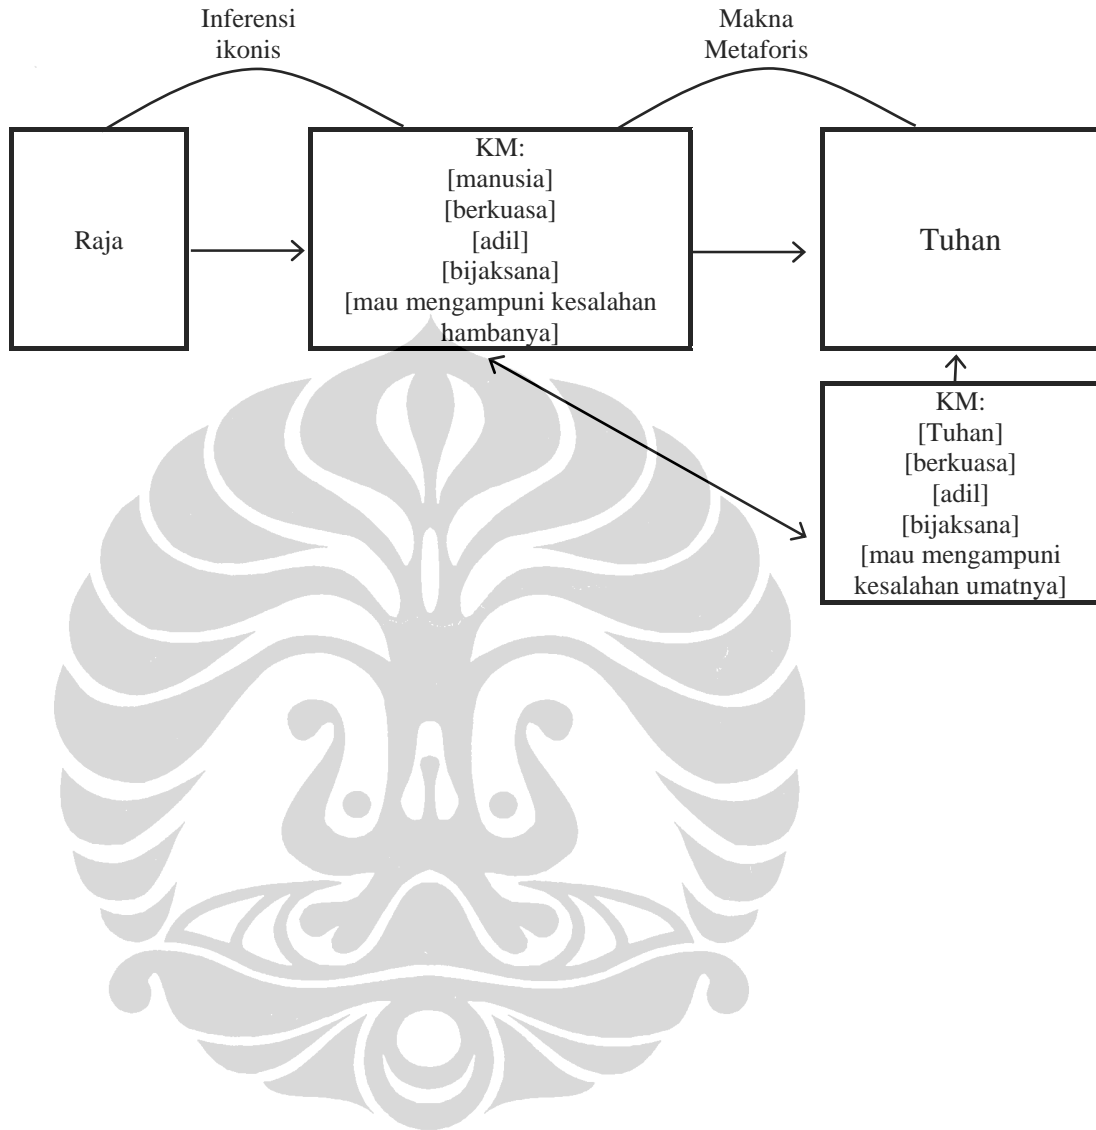 Inferensi
ikonis
Makna
Metaforis
Raja
KM:
[manusia]
[berkuasa]
[adil]
[bijaksana]
[mau mengampuni kesalahan
hambanya]
Tuhan
KM:
[Tuhan]
[berkuasa]
[adil]
[bijaksana]
[mau mengampuni
kesalahan umatnya]